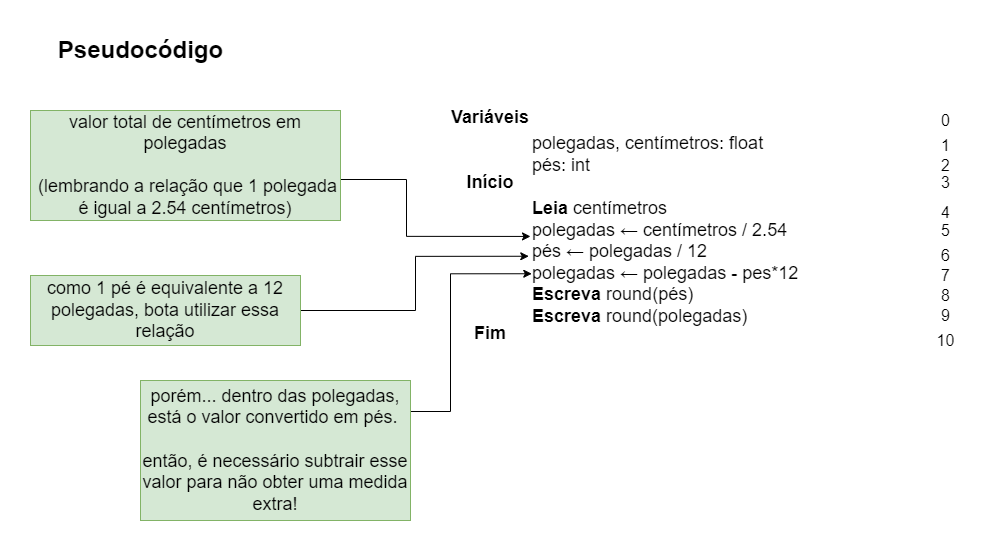 Pseudocódigo
valor total de centímetros em
polegadas
(lembrando a relação que 1 polegada
é igual a 2.54 centímetros)
como 1 pé é equivalente a 12
polegadas, bota utilizar essa
relação
porém... dentro das polegadas,
está o valor convertido em pés.
então, é necessário subtrair esse
valor para não obter uma medida
extra!
Variáveis 0
polegadas, centímetros: float 1
pés: int 2
Início 3
Leia centímetros 4
polegadas ← centímetros / 2.54 5
pés ← polegadas / 12 6
polegadas ← polegadas - pes*12 7
Escreva round(pés) 8
Escreva round(polegadas) 9
Fim 10